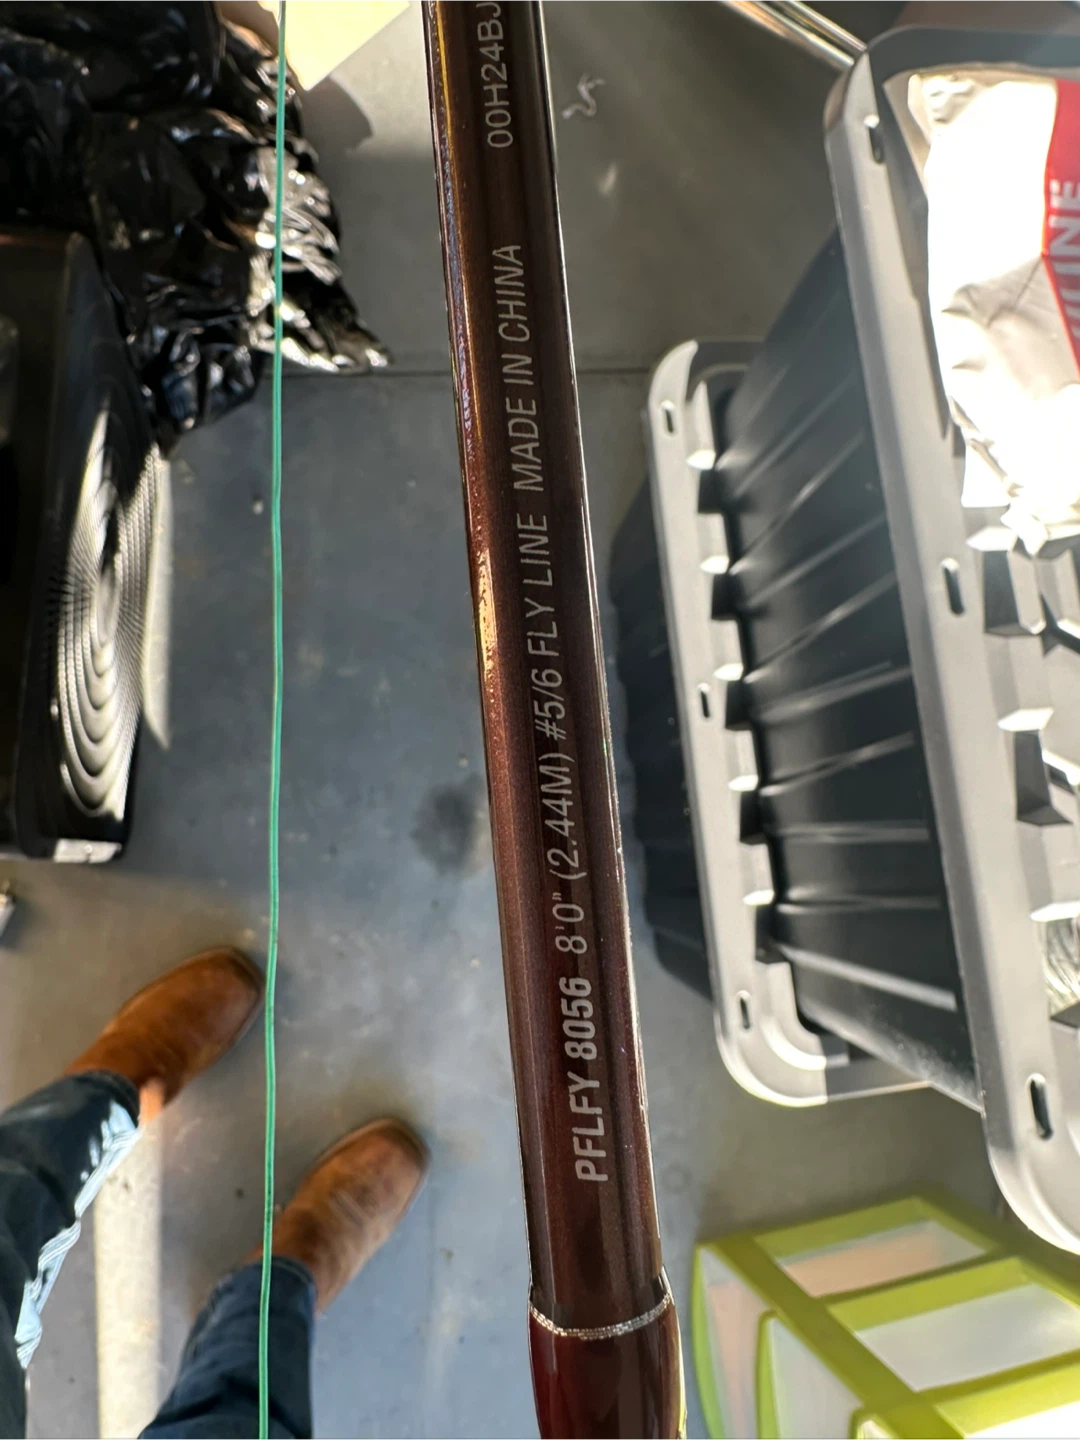 PFLFY 8056 8'0" (2.44M) #5/6 FLY LINE MADE IN CHINA 00H24BJ